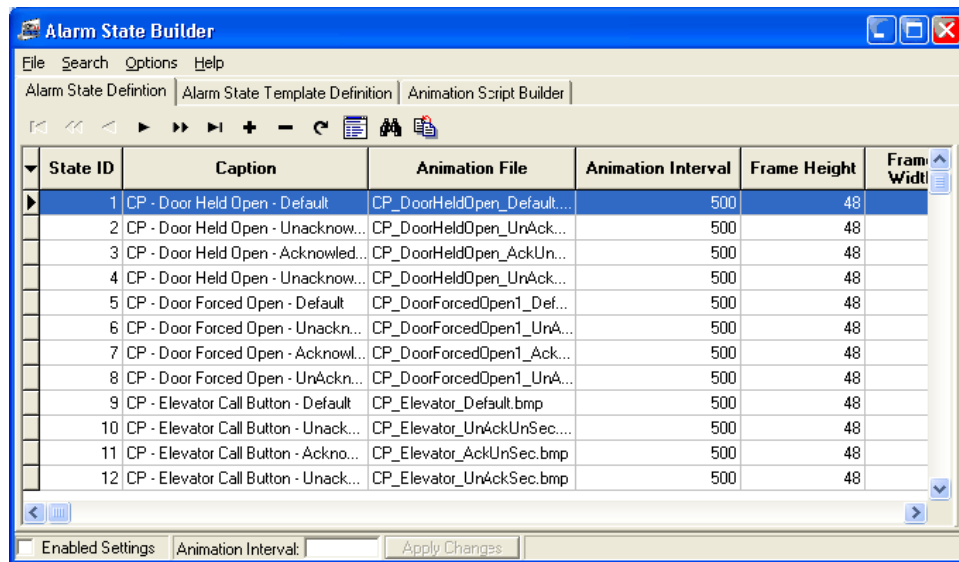 Alarm State Builder
File Search Options Help
Alarm State Defintion Alarm State Template Definition Animation Script Builder
State ID Caption Animation File Animation Interval Frame Height Fram Widtl
1 CP - Door Held Open - Default CP_DoorHeldOpen_Default.... 500 48
2 CP - Door Held Open - Unacknow... CP_DoorHeldOpen_UnAck... 500 48
3 CP - Door Held Open - Acknowled... CP_DoorHeldOpen_AckUn... 500 48
4 CP - Door Held Open - Unacknow... CP_DoorHeldOpen_UnAck... 500 48
5 CP - Door Forced Open - Default CP_DoorForcedOpen1_Def... 500 48
6 CP - Door Forced Open - Unackn... CP_DoorForcedOpen1_UnA... 500 48
7 CP - Door Forced Open - Acknowl... CP_DoorForcedOpen1_Ack... 500 48
8 CP - Door Forced Open - UnAckn... CP_DoorForcedOpen1_UnA... 500 48
9 CP - Elevator Call Button - Default CP_Elevator_Default.bmp 500 48
10 CP - Elevator Call Button - Unack... CP_Elevator_UnAckUnSec.... 500 48
11 CP - Elevator Call Button - Ackno... CP_Elevator_AckUnSec.bmp 500 48
12 CP - Elevator Call Button - Unack... CP_Elevator_UnAckSec.bmp 500 48
Enabled Settings Animation Interval: Apply Changes